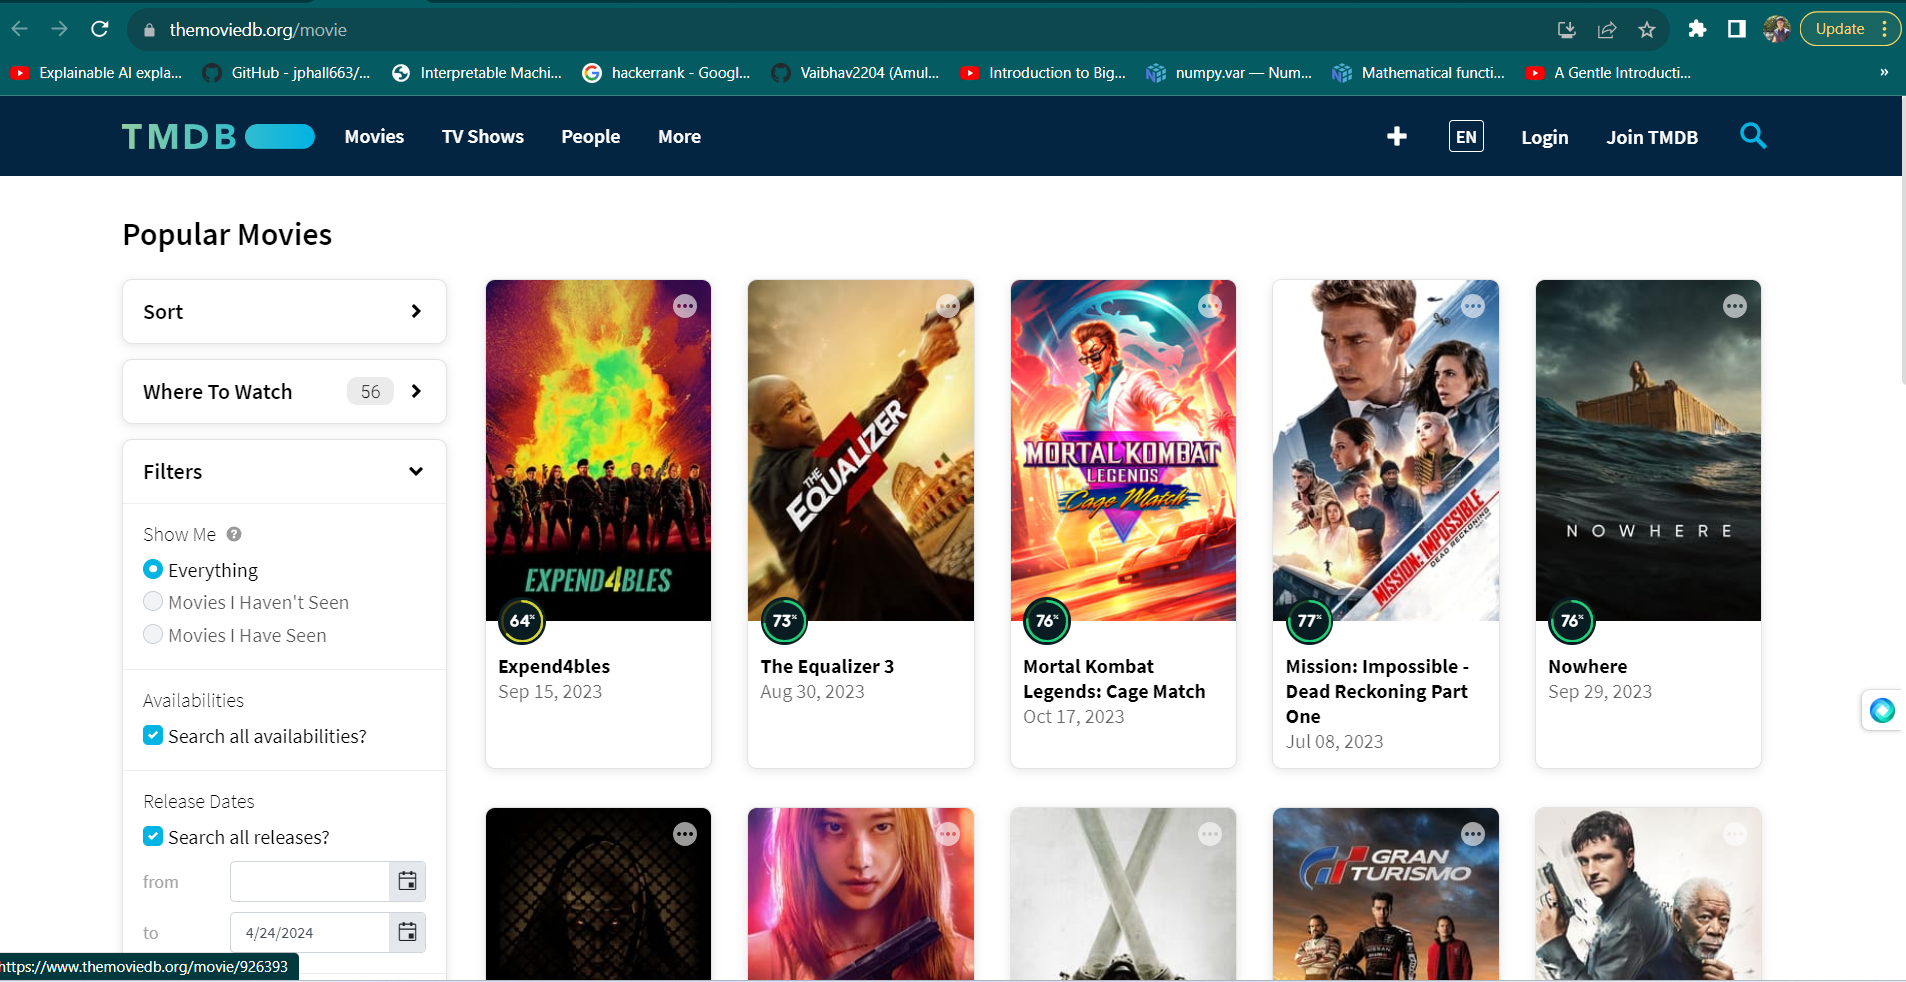 themoviedb.org/movie
Update
Explainable AI expla...
GitHub - jphall663/...
Interpretable Machi...
hackerrank - Googl...
Vaibhav2204 (Amul...
Introduction to Big...
numpy.var — Num...
Mathematical functi...
A Gentle Introducti...
»
TMDB
Movies
TV Shows
People
More
EN
Login
Join TMDB
Popular Movies
Sort
Where To Watch 56
Filters
Show Me
Everything
Movies I Haven't Seen
Movies I Have Seen
Availabilities
Search all availabilities?
Release Dates
Search all releases?
from
to 4/24/2024
https://www.themoviedb.org/movie/926393
EXPEND4BLES
64%
Expend4bles
Sep 15, 2023
THE
EQUALIZER
3
73%
The Equalizer 3
Aug 30, 2023
MORTAL KOMBAT
LEGENDS
Cage Match
76%
Mortal Kombat
Legends: Cage Match
Oct 17, 2023
MISSION: IMPOSSIBLE
DEAD RECKONING
77%
Mission: Impossible -
Dead Reckoning Part
One
Jul 08, 2023
NOWHERE
76%
Nowhere
Sep 29, 2023
GRAN
TURISMO